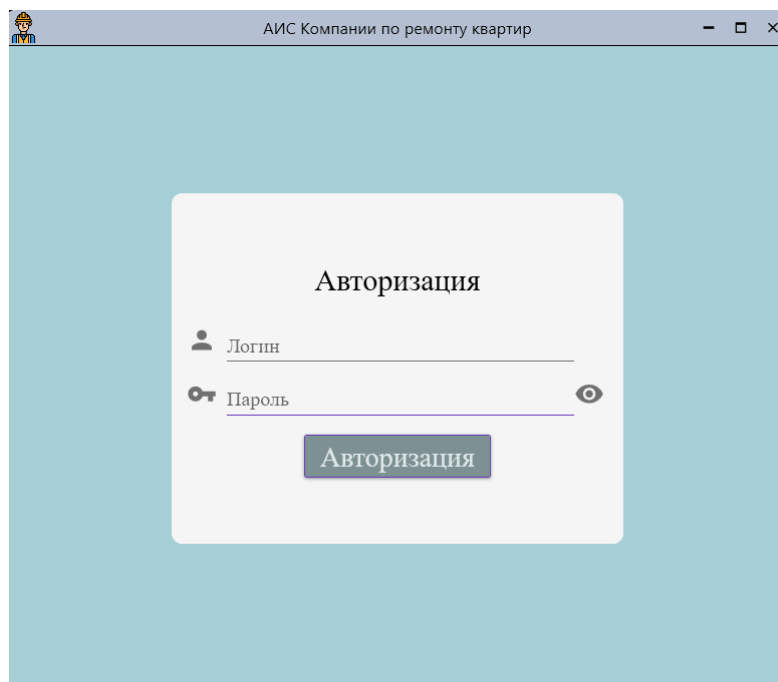 АИС Компании по ремонту квартир
Авторизация
Логин
Пароль
Авторизация